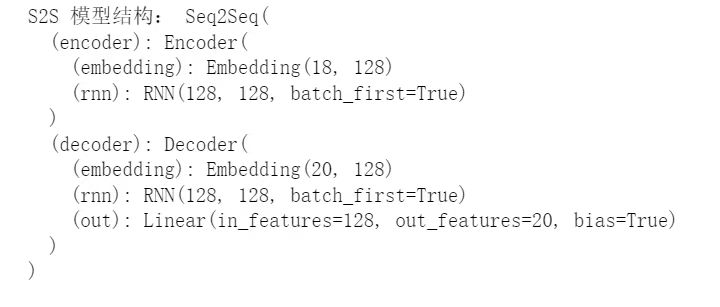 S2S 模型结构： Seq2Seq(
  (encoder): Encoder(
    (embedding): Embedding(18, 128)
    (rnn): RNN(128, 128, batch_first=True)
  )
  (decoder): Decoder(
    (embedding): Embedding(20, 128)
    (rnn): RNN(128, 128, batch_first=True)
    (out): Linear(in_features=128, out_features=20, bias=True)
  )
)